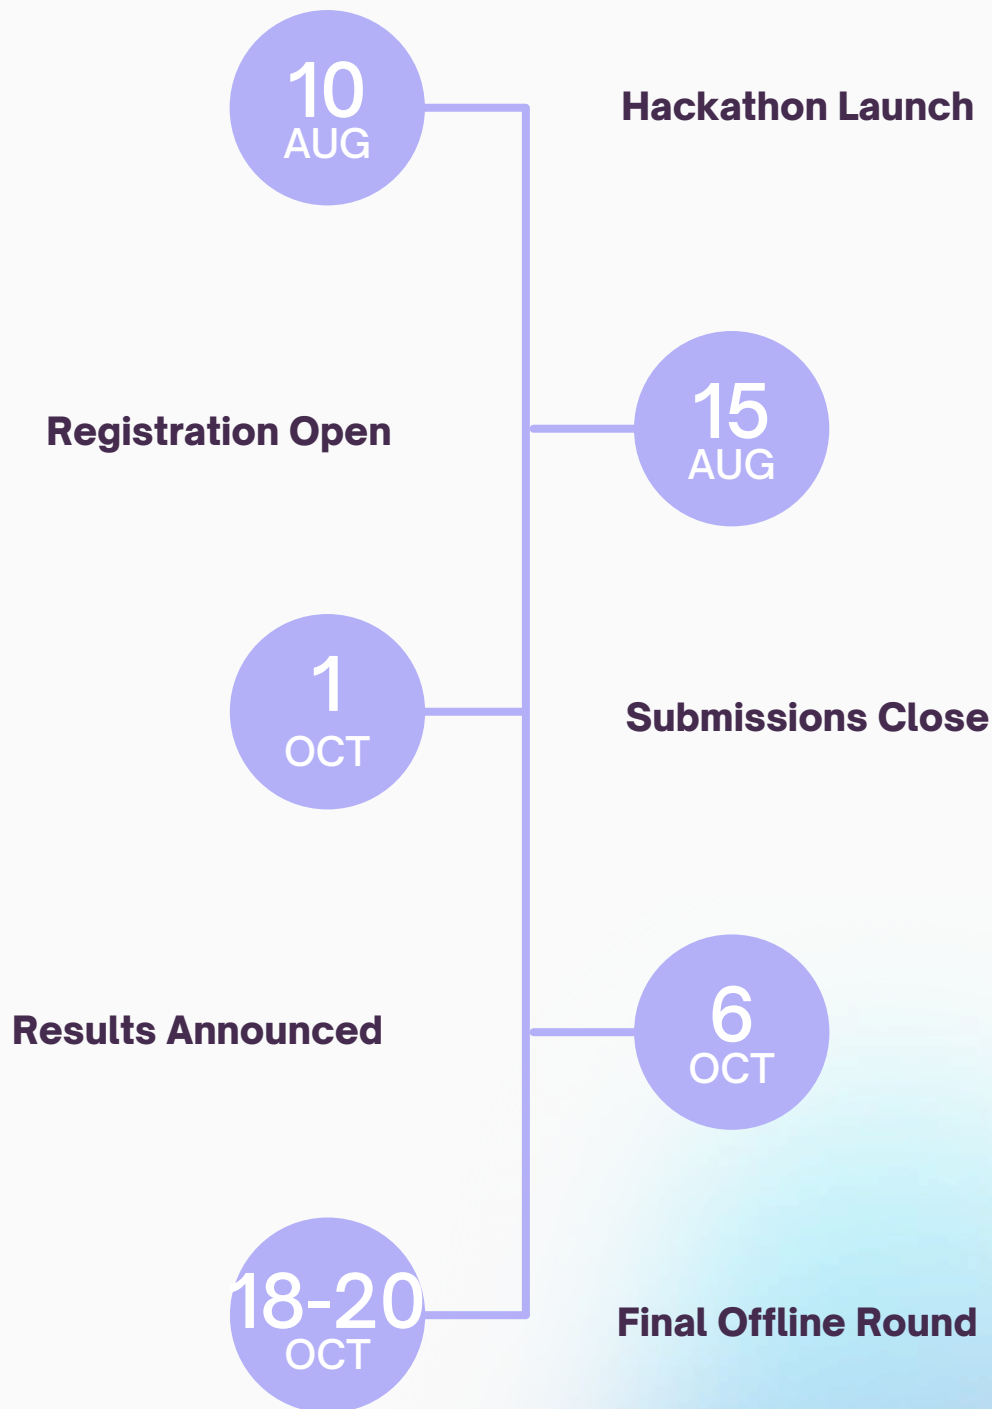 10
AUG
Hackathon Launch
Registration Open
15
AUG
1
OCT
Submissions Close
Results Announced
6
OCT
18-20
OCT
Final Offline Round